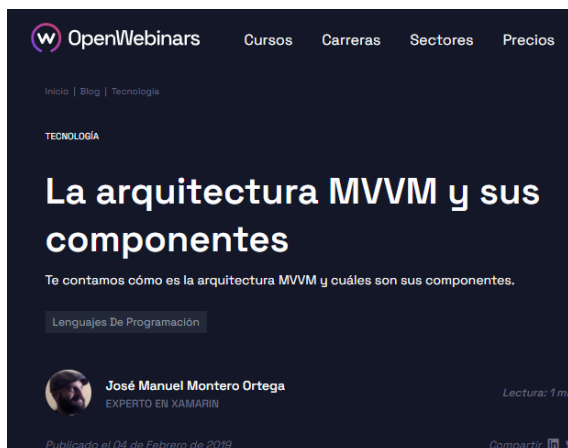 OpenWebinars Cursos Carreras Sectores Precios
Inicio | Blog | Tecnología
TECNOLOGÍA
La arquitectura MVVM y sus
componentes
Te contamos cómo es la arquitectura MVVM y cuáles son sus componentes.
Lenguajes De Programación
José Manuel Montero Ortega
EXPERTO EN XAMARIN
Lectura: 1
Publicado el 04 de Febrero de 2019
Compartir